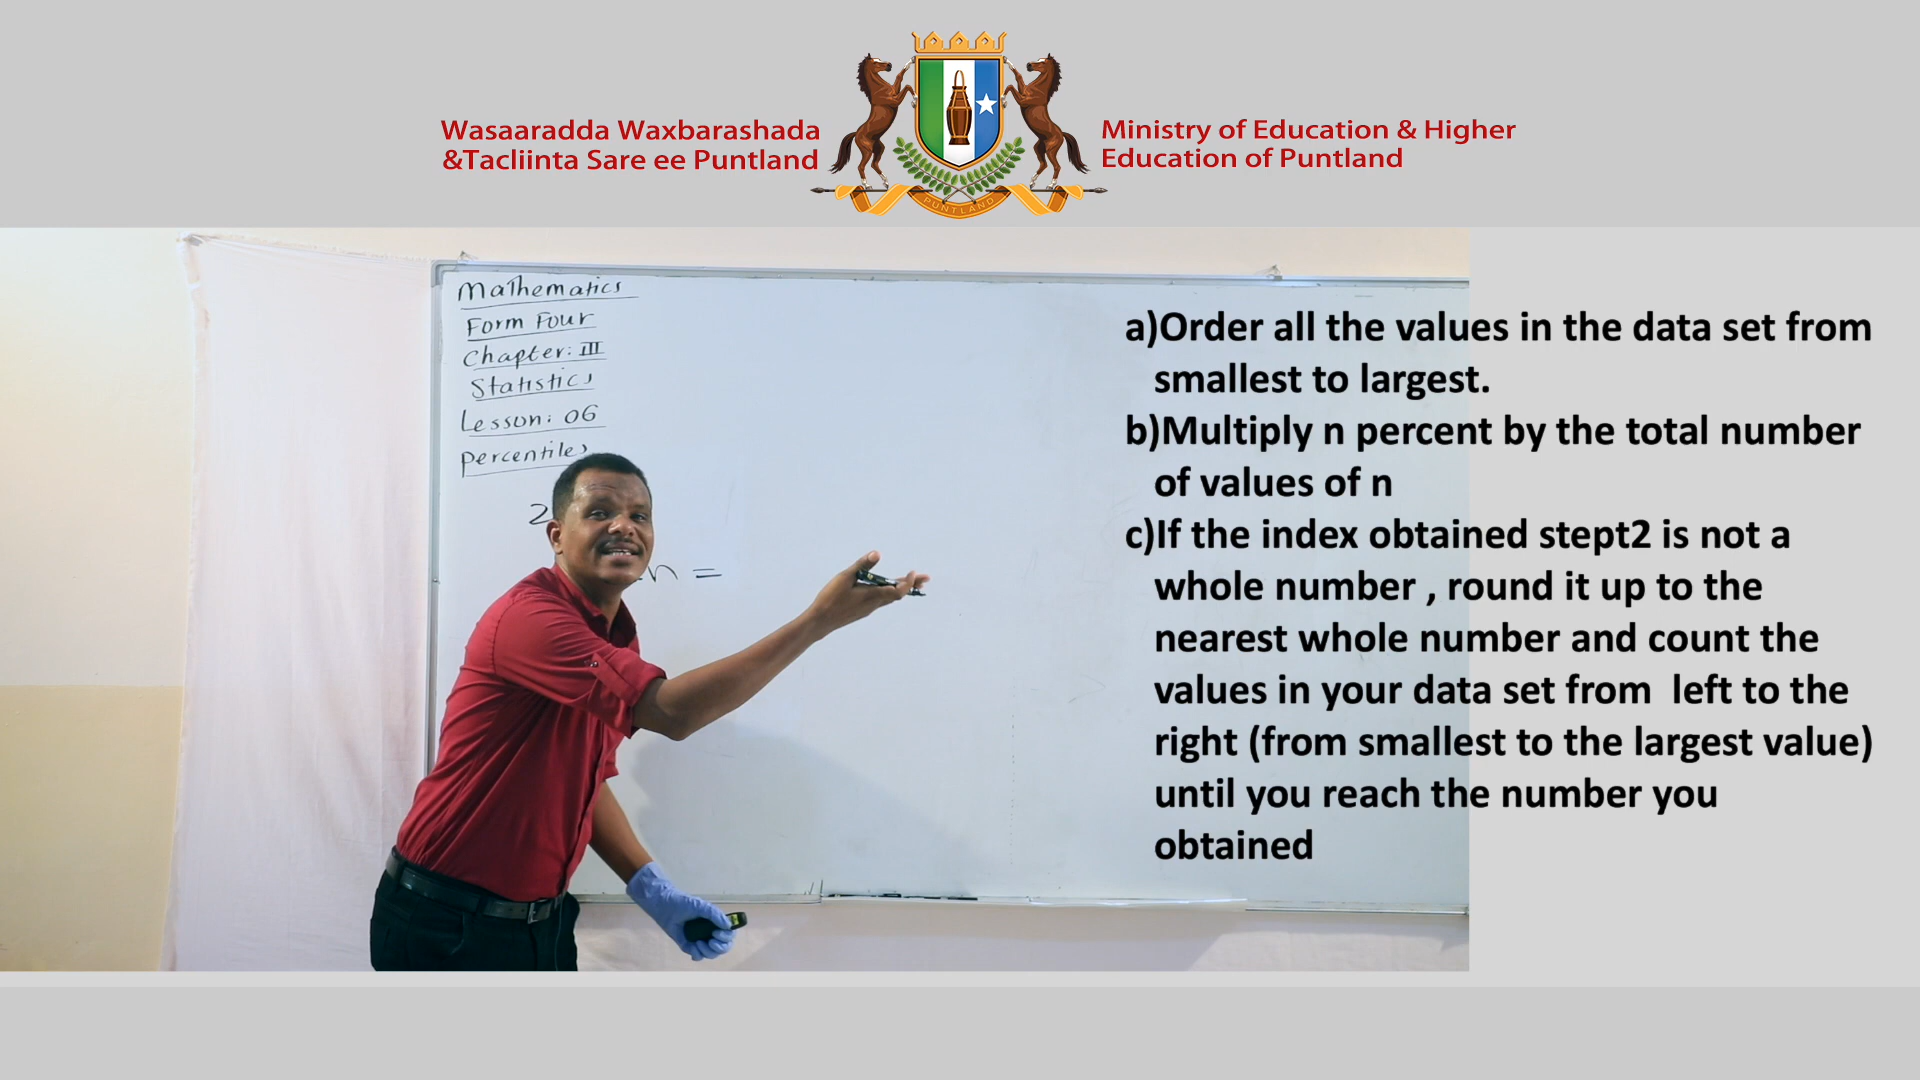 Wasaaradda Waxbarashada
&Tacliinta Sare ee Puntland
Ministry of Education & Higher
Education of Puntland
PUNTLAND
Mathematics
Form Four
Chapter: III
Statistics
Lesson: 06
percentiles
2
n =
a)Order all the values in the data set from
smallest to largest.
b)Multiply n percent by the total number
of values of n
c)If the index obtained stept2 is not a
whole number , round it up to the
nearest whole number and count the
values in your data set from left to the
right (from smallest to the largest value)
until you reach the number you
obtained